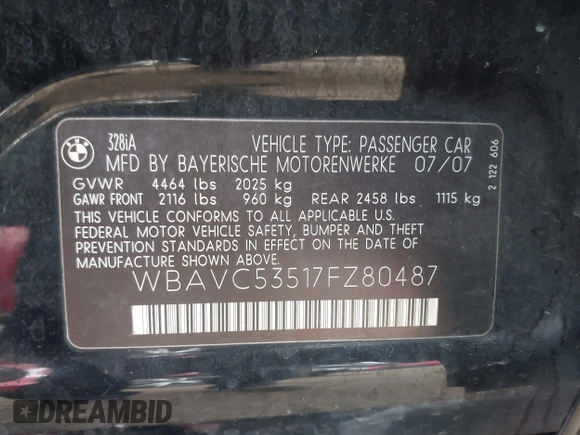 BMW
328iA
VEHICLE TYPE: PASSENGER CAR
MFD BY BAYERISCHE MOTORENWERKE 07/07
GVWR 4464 lbs 2025 kg
GAWR FRONT 2116 lbs 960 kg REAR 2458 lbs 1115 kg
THIS VEHICLE CONFORMS TO ALL APPLICABLE U.S.
FEDERAL MOTOR VEHICLE SAFETY, BUMPER AND THEFT
PREVENTION STANDARDS IN EFFECT ON THE DATE OF
MANUFACTURE SHOWN ABOVE.
WBAVC53517FZ80487
2 122 606
DREAMBID